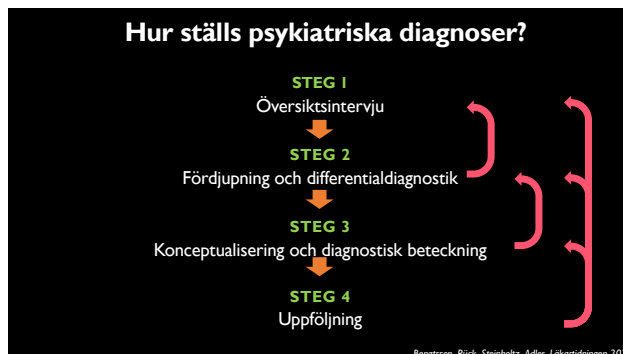 Hur ställs psykiatriska diagnoser?
STEG 1
Översiktsintervju
STEG 2
Fördjupning och differentialdiagnostik
STEG 3
Konceptualisering och diagnostisk beteckning
STEG 4
Uppföljning
Bengtsson, Rück, Steinholtz, Adler, Läkartidningen